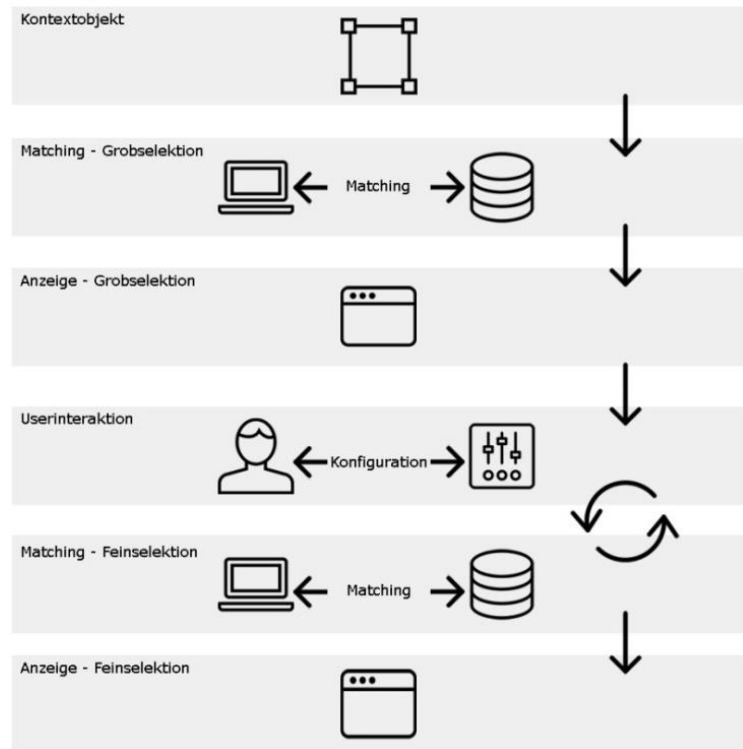 Kontextobjekt
Matching - Grobselektion
Matching
Anzeige - Grobselektion
Userinteraktion
Konfiguration
Matching - Feinselektion
Matching
Anzeige - Feinselektion